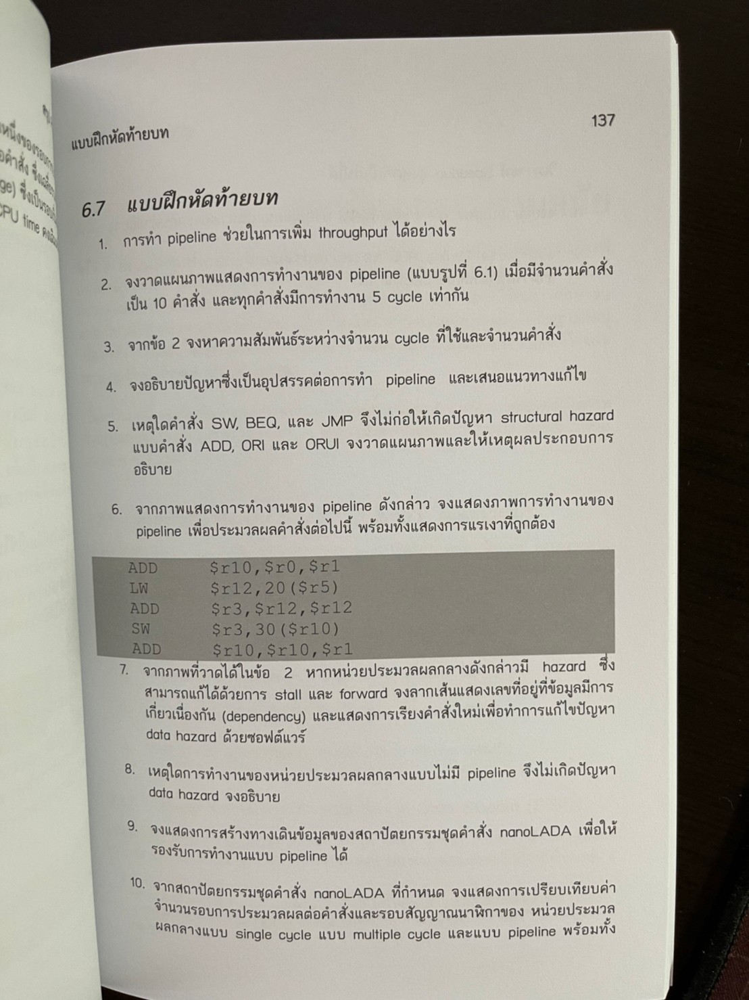 หนึ่งของรอบการ
อคำสั่ง ซึ่งเฉลี่ย
ge) ซึ่งเป็นรอบ
CPU time คง
แบบฝึกหัดท้ายบท
137
6.7 แบบฝึกหัดท้ายบท
1. การทำ pipeline ช่วยในการเพิ่ม throughput ได้อย่างไร
2. จงวาดแผนภาพแสดงการทำงานของ pipeline (แบบรูปที่ 6.1) เมื่อมีจำนวนคำสั่ง
เป็น 10 คำสั่ง และทุกคำสั่งมีการทำงาน 5 cycle เท่ากัน
3. จากข้อ 2 จงหาความสัมพันธ์ระหว่างจำนวน cycle ที่ใช้และจำนวนคำสั่ง
4. จงอธิบายปัญหาซึ่งเป็นอุปสรรคต่อการทำ pipeline และเสนอแนวทางแก้ไข
5. เหตุใดคำสั่ง SW, BEQ, และ JMP จึงไม่ก่อให้เกิดปัญหา structural hazard
แบบคำสั่ง ADD, ORI และ ORUI จงวาดแผนภาพและให้เหตุผลประกอบการ
อธิบาย
6. จากภาพแสดงการทำงานของ pipeline ดังกล่าว จงแสดงภาพการทำงานของ
pipeline เพื่อประมวลผลคำสั่งต่อไปนี้ พร้อมทั้งแสดงการแรเงาที่ถูกต้อง
ADD $r10,$r0,$r1
LW $r12,20($r5)
ADD $r3,$r12,$r12
SW $r3,30($r10)
ADD $r10,$r10,$r1
7. จากภาพที่วาดได้ในข้อ 2 หากหน่วยประมวลผลกลางดังกล่าวมี hazard ซึ่ง
สามารถแก้ได้ด้วยการ stall และ forward จงลากเส้นแสดงเลขที่อยู่ที่ข้อมูลมีการ
เกี่ยวเนื่องกัน (dependency) และแสดงการเรียงคำสั่งใหม่เพื่อทำการแก้ไขปัญหา
data hazard ด้วยซอฟต์แวร์
8. เหตุใดการทำงานของหน่วยประมวลผลกลางแบบไม่มี pipeline จึงไม่เกิดปัญหา
data hazard จงอธิบาย
9. จงแสดงการสร้างทางเดินข้อมูลของสถาปัตยกรรมชุดคำสั่ง nanoLADA เพื่อให้
รองรับการทำงานแบบ pipeline ได้
10. จากสถาปัตยกรรมชุดคำสั่ง nanoLADA ที่กำหนด จงแสดงการเปรียบเทียบค่า
จำนวนรอบการประมวลผลต่อคำสั่งและรอบสัญญาณนาฬิกาของ หน่วยประมวล
ผลกลางแบบ single cycle แบบ multiple cycle และแบบ pipeline พร้อมทั้ง